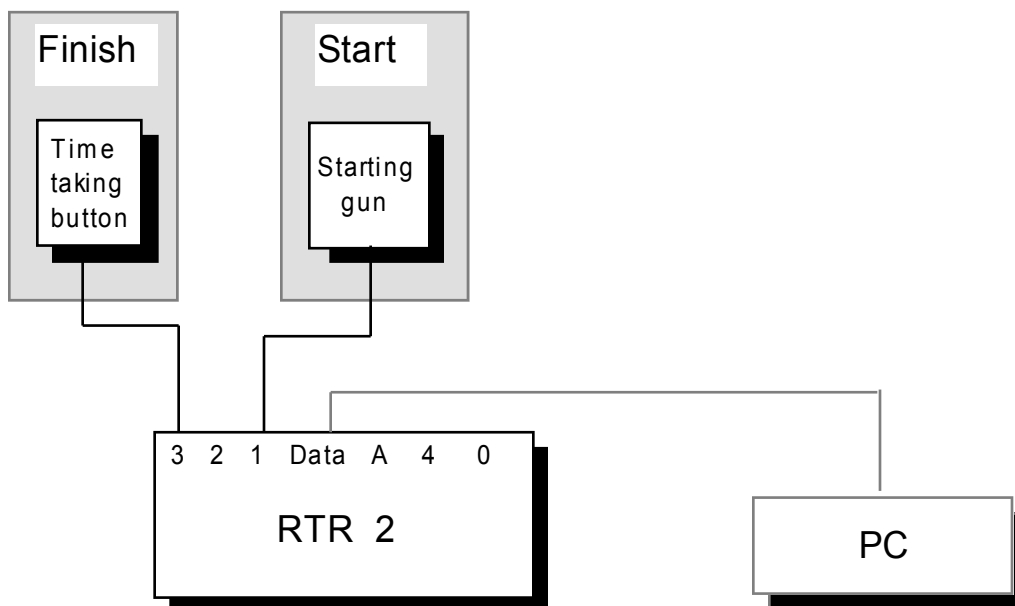 Finish
Start
Time
taking
button
Starting
gun
3 2 1 Data A 4 0
RTR 2
PC